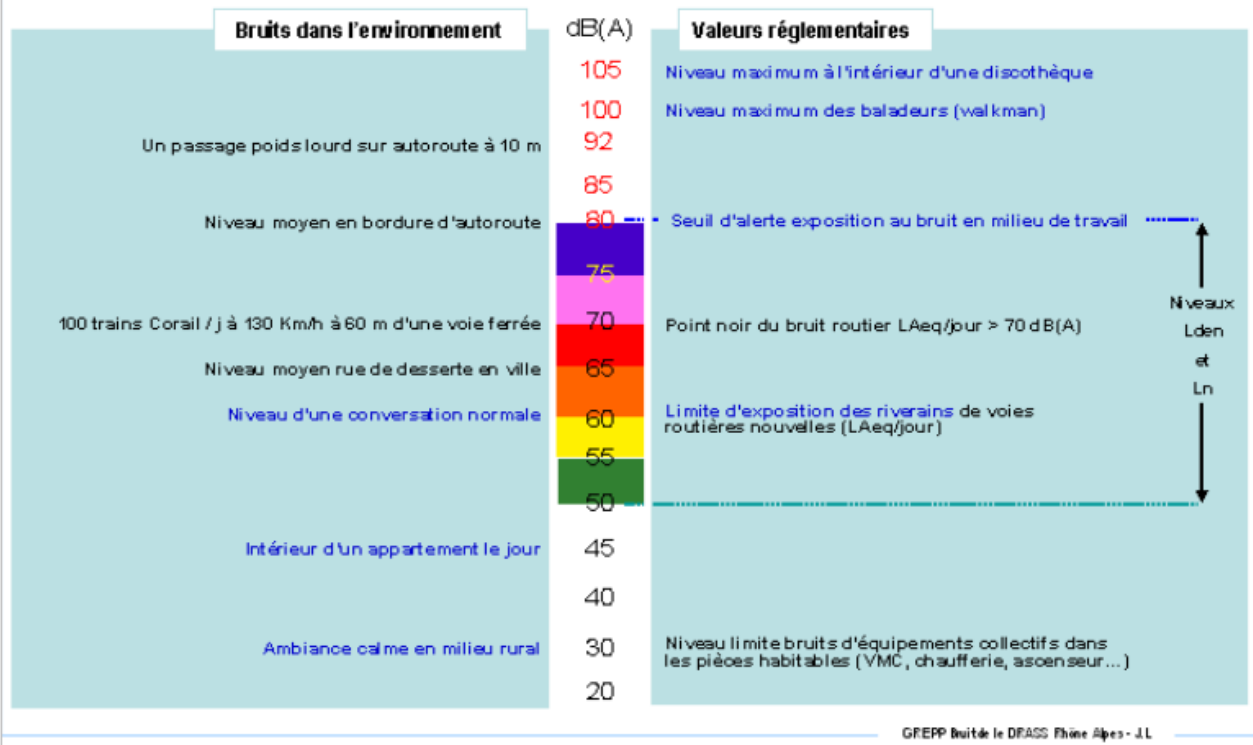 Bruits dans l'environnement
dB(A)
Valeurs réglementaires
105
Niveau maximum à l'intérieur d'une discothèque
100
Niveau maximum des baladeurs (walkman)
Un passage poids lourd sur autoroute à 10 m
92
85
Niveau moyen en bordure d'autoroute
80
Seuil d'alerte exposition au bruit en milieu de travail
75
Niveaux
Lden
et
Ln
100 trains Corail / j à 130 Km/h à 60 m d'une voie ferrée
70
Point noir du bruit routier LAeq/jour > 70 dB(A)
Niveau moyen rue de desserte en ville
65
Niveau d'une conversation normale
60
Limite d'exposition des riverains de voies
routières nouvelles (LAeq/jour)
55
50
Intérieur d'un appartement le jour
45
40
Ambiance calme en milieu rural
30
Niveau limite bruits d'équipements collectifs dans
les pièces habitables (VMC, chaufferie, ascenseur...)
20
GREPP Bruit de le DRASS Rhône Alpes - J.L